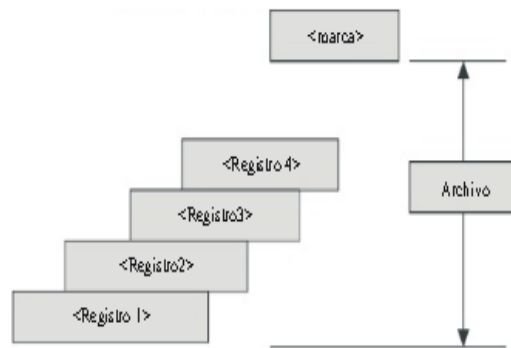 <marca>
<Registro 4>
Archivo
<Registro3>
<Registro2>
<Registro 1>